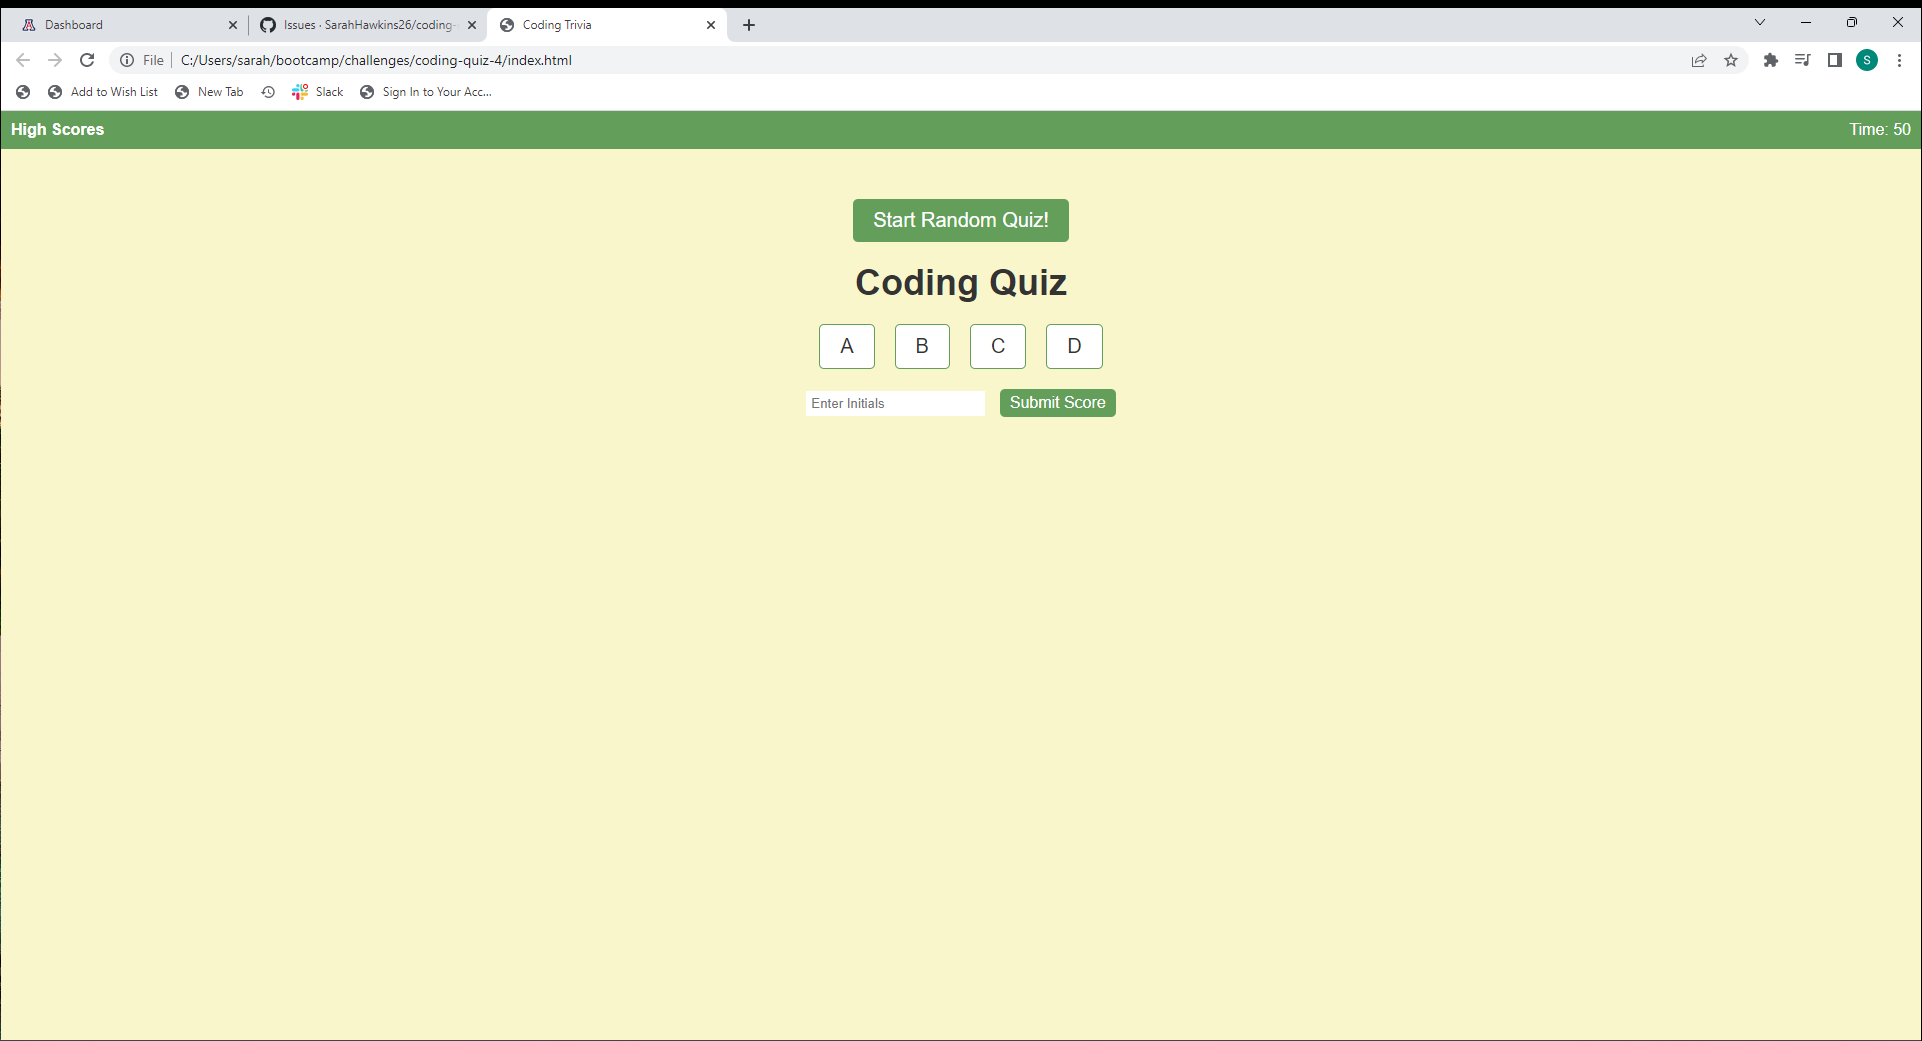 Dashboard
Issues · SarahHawkins26/coding-
Coding Trivia
File
C:/Users/sarah/bootcamp/challenges/coding-quiz-4/index.html
S
Add to Wish List
New Tab
Slack
Sign In to Your Acc...
High Scores
Time: 50
Start Random Quiz!
Coding Quiz
A
B
C
D
Enter Initials
Submit Score